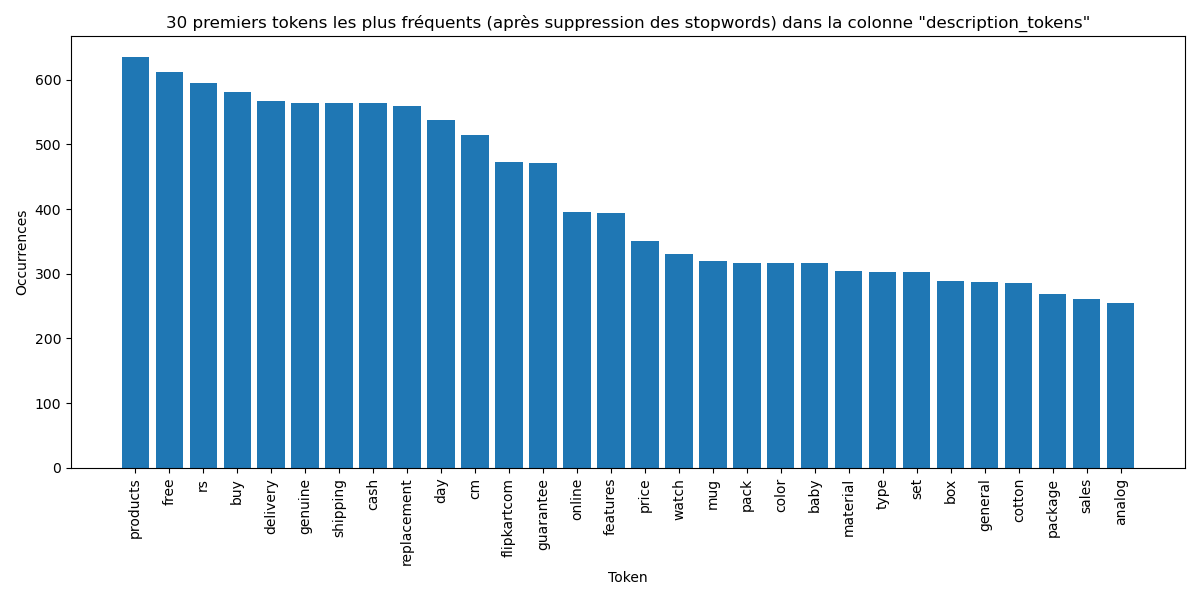 30 premiers tokens les plus fréquents (après suppression des stopwords) dans la colonne "description_tokens"
Occurrences
600
500
400
300
200
100
0
products
free
rs
buy
delivery
genuine
shipping
cash
replacement
day
cm
flipkartcom
guarantee
online
features
price
watch
mug
pack
color
baby
material
type
set
box
general
cotton
package
sales
analog
Token